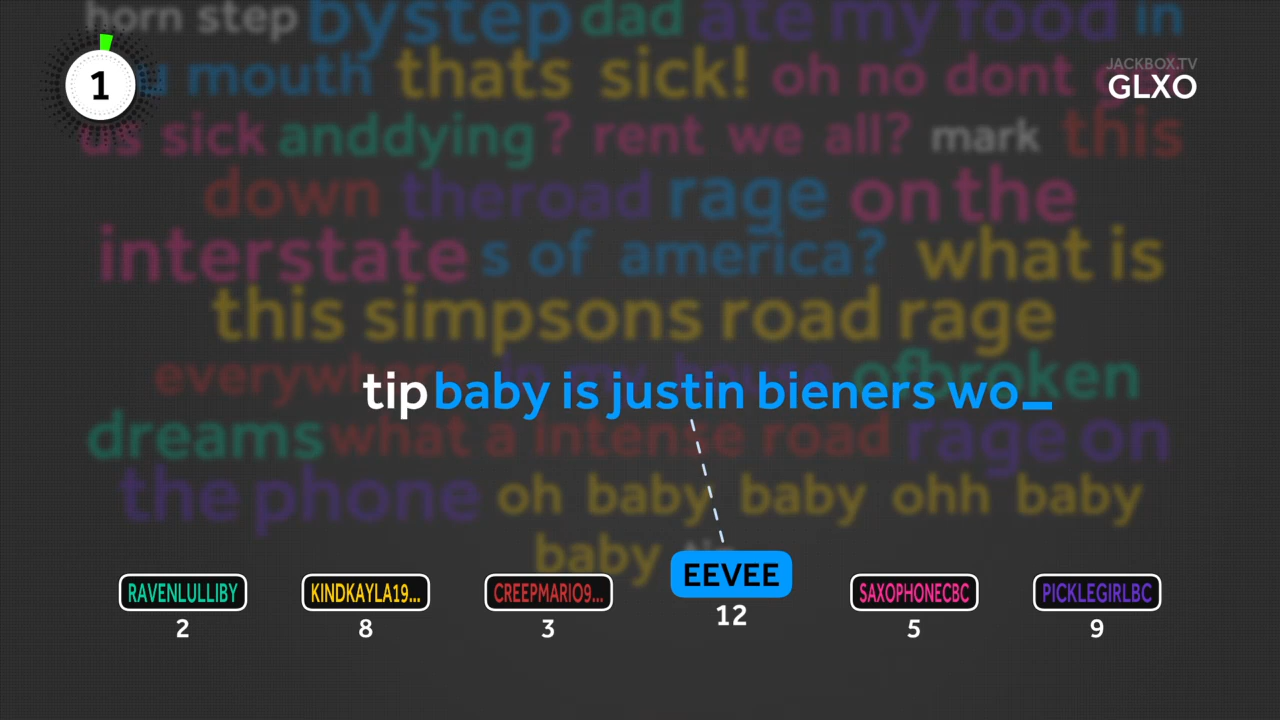 horn step bystep dad ate my food in
mouth thats sick! oh no dont
us sick anddying? rent we all? mark this
down theroad rage on the
interstate s of america? what is
this simpsons road rage
everywhere in my house ofbroken
tip baby is justin bieners wo_
dreams what a intense road rage on
the phone oh baby baby ohh baby
baby tip
1
JACKBOX.TV
GLXO
RAVENLULLIBY KINDKAYLA19... CREEPMARIO9... EEVEE SAXOPHONECBC PICKLEGIRLBC
2 8 3 12 5 9